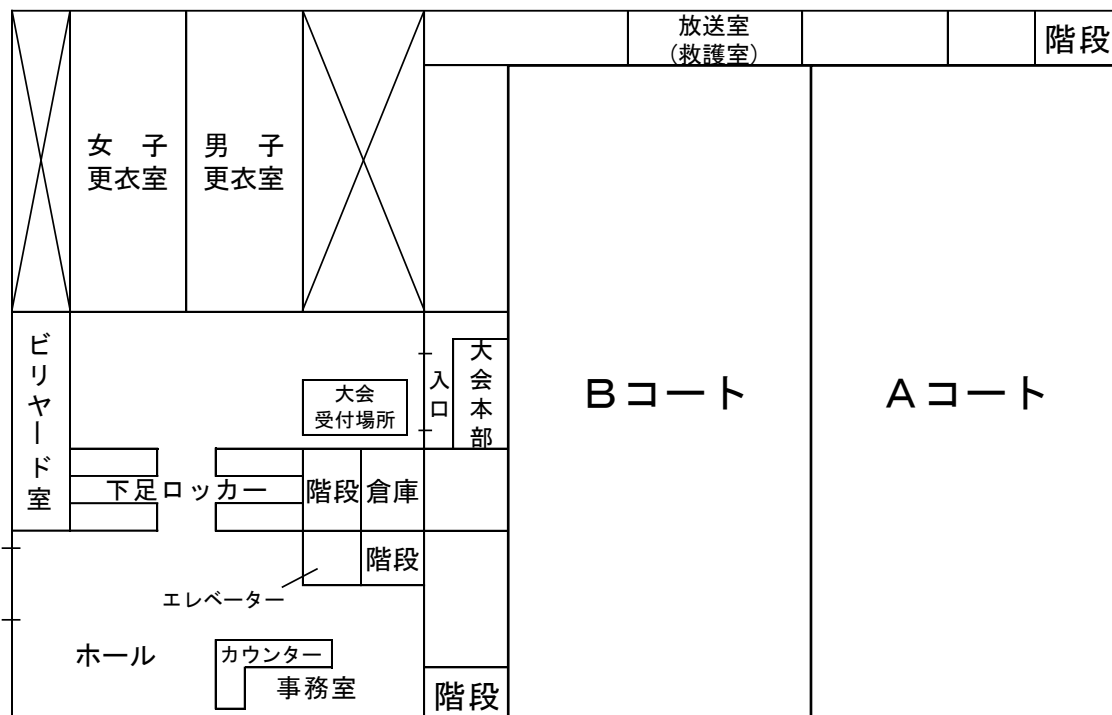 放送室
(救護室)
階段
女　子
更衣室
男　子
更衣室
ビリヤード室
大会
受付場所
入口
大会本部
Ｂコート
Ａコート
下足ロッカー
階段
倉庫
階段
エレベーター
ホール
カウンター
事務室
階段